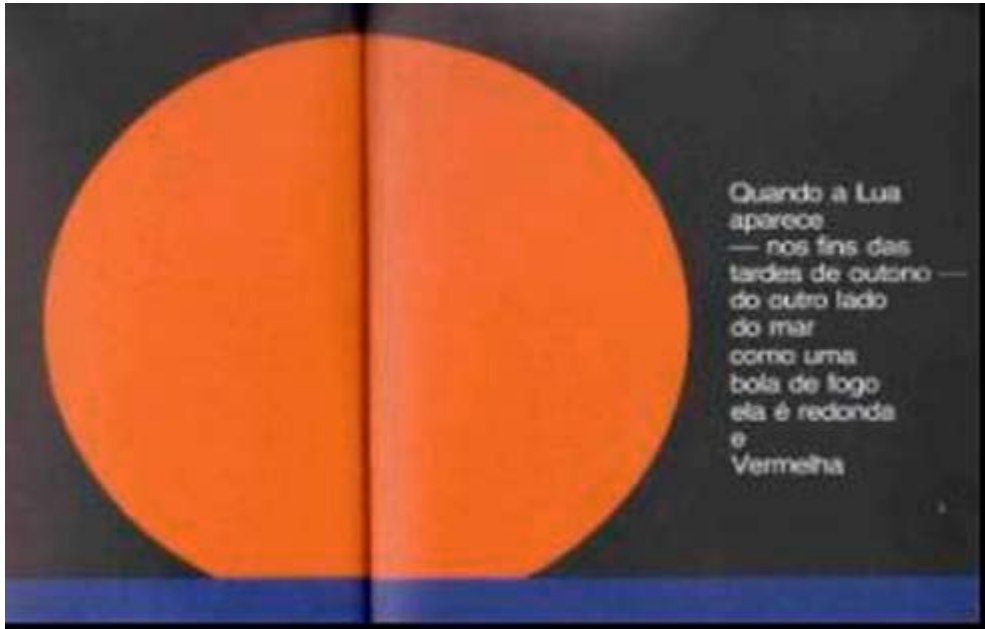 Quando a Lua
aparece
— nos fins das
tardes de outono —
do outro lado
do mar
como uma
bola de fogo
ela é redonda
e
Vermelha